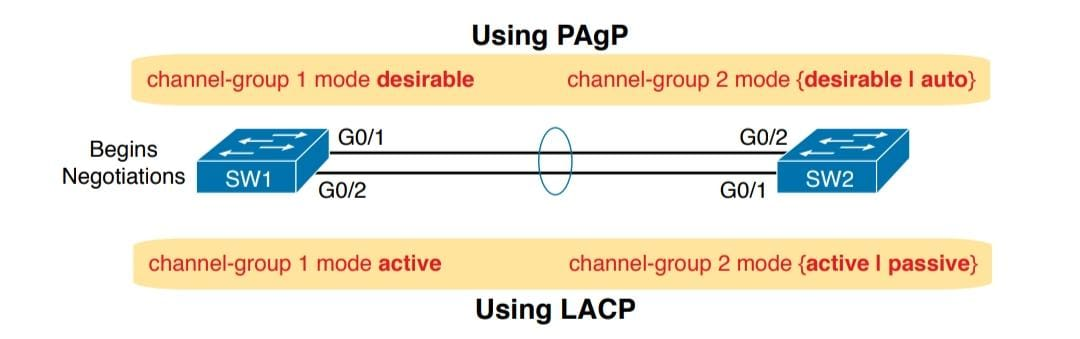 Using PAgP
channel-group 1 mode desirable
channel-group 2 mode {desirable | auto}
Begins
Negotiations
SW1
G0/1
G0/2
G0/2
G0/1
SW2
channel-group 1 mode active
channel-group 2 mode {active | passive}
Using LACP